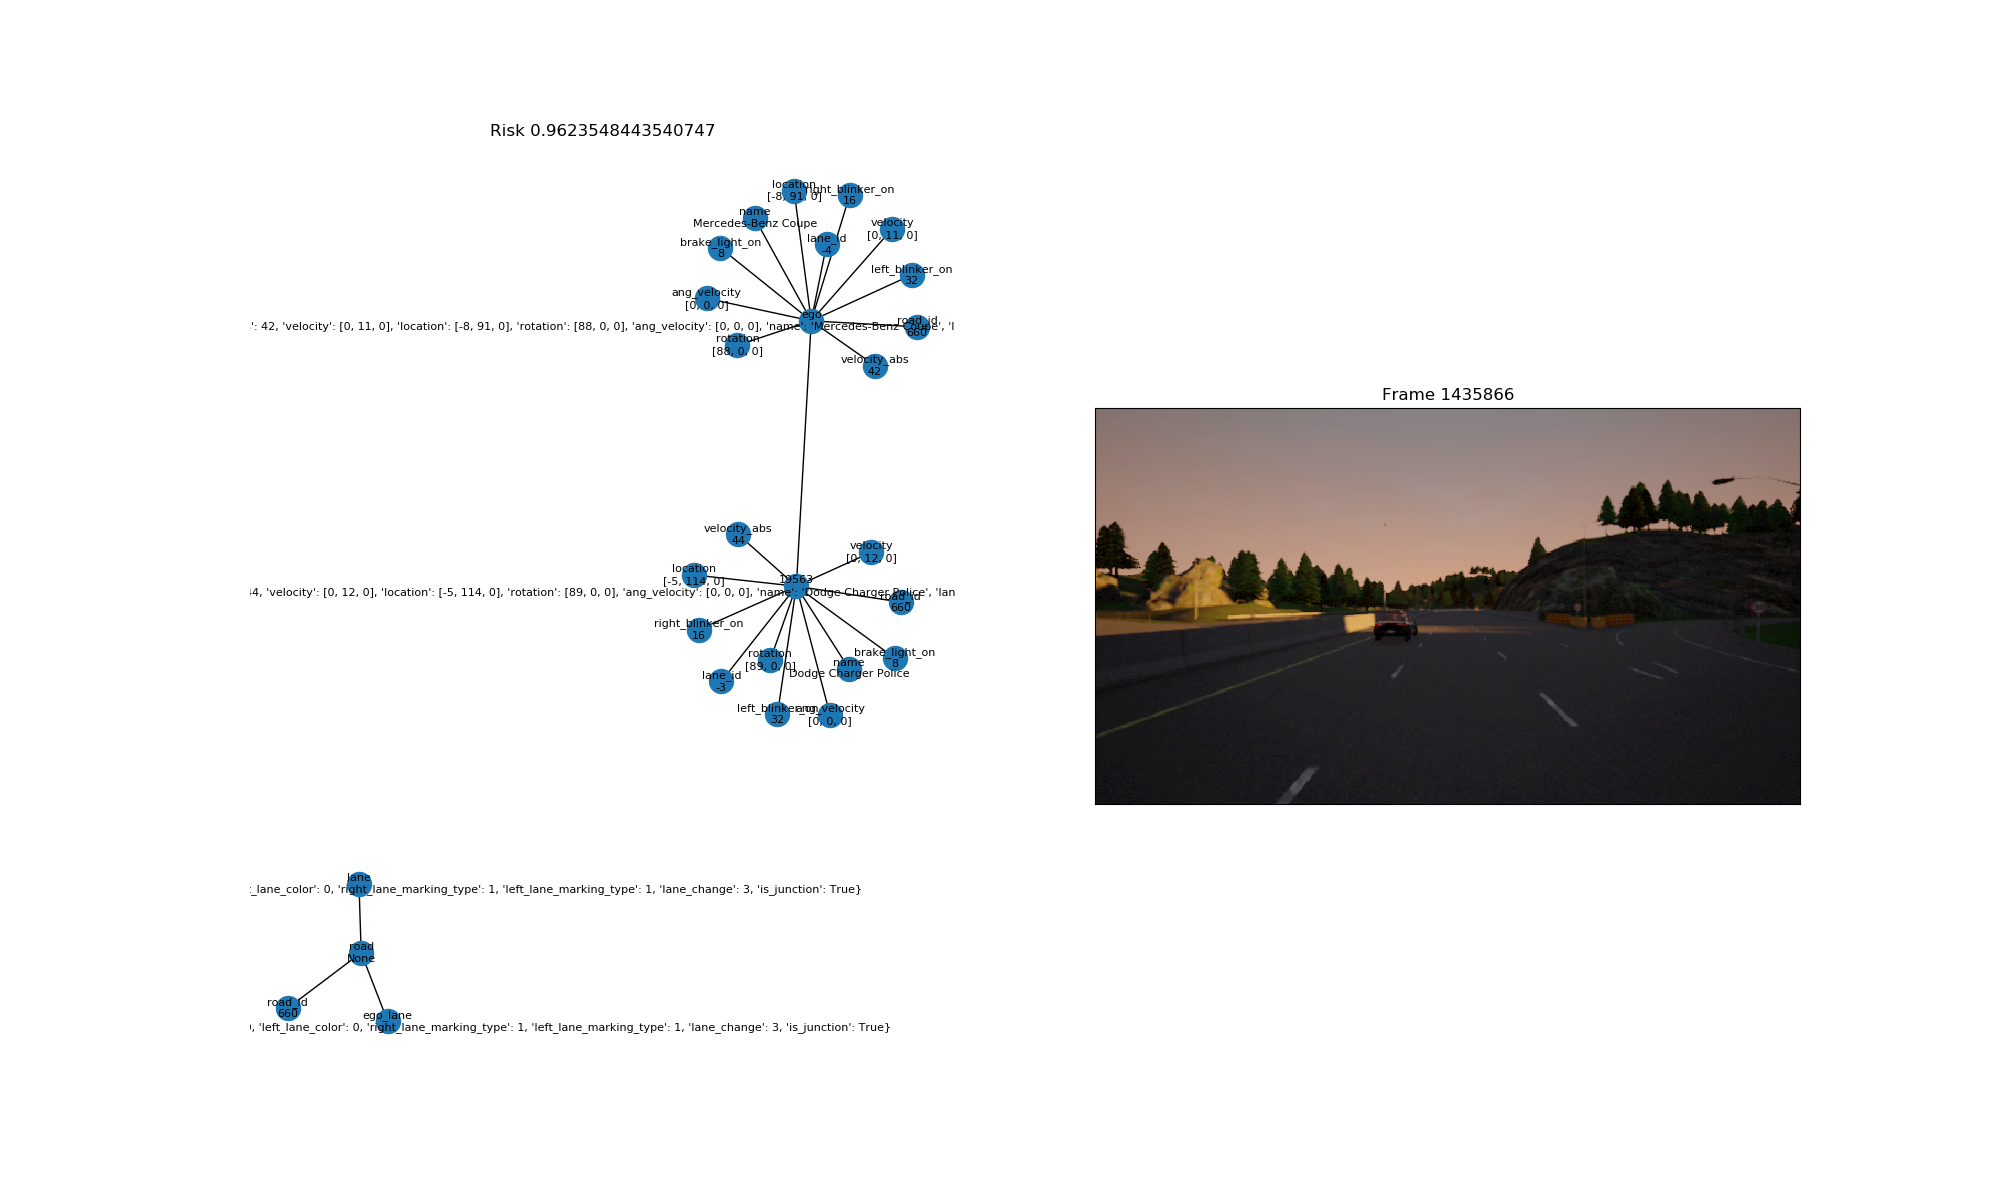 Risk 0.9623548443540747
location
[-8, 91, 0]
right_blinker_on
16
name
Mercedes-Benz Coupe
velocity
[0, 11, 0]
brake_light_on
8
lane_id
-4
left_blinker_on
32
ang_velocity
[0, 0, 0]
ego
': 42, 'velocity': [0, 11, 0], 'location': [-8, 91, 0], 'rotation': [88, 0, 0], 'ang_velocity': [0, 0, 0], 'name': 'Mercedes-Benz Coupe', 'l
road_id
660
rotation
[88, 0, 0]
velocity_abs
42
Frame 1435866
velocity_abs
44
velocity
[0, 12, 0]
location
[-5, 114, 0]
19563
44, 'velocity': [0, 12, 0], 'location': [-5, 114, 0], 'rotation': [89, 0, 0], 'ang_velocity': [0, 0, 0], 'name': 'Dodge Charger Police', 'lan
road_id
660
right_blinker_on
16
rotation
[89, 0, 0]
brake_light_on
8
name
Dodge Charger Police
lane_id
-3
left_blinker_on
32
ang_velocity
[0, 0, 0]
lane
_lane_color': 0, 'right_lane_marking_type': 1, 'left_lane_marking_type': 1, 'lane_change': 3, 'is_junction': True}
road
None
road_id
660
ego_lane
, 'left_lane_color': 0, 'right_lane_marking_type': 1, 'left_lane_marking_type': 1, 'lane_change': 3, 'is_junction': True}